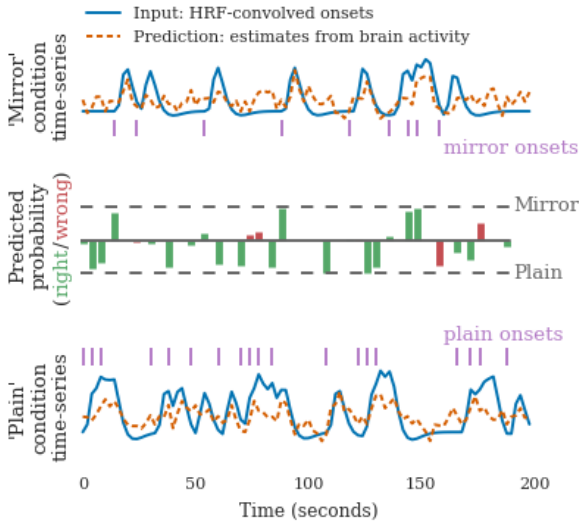 Input: HRF-convolved onsets
Prediction: estimates from brain activity
'Mirror'
condition
time-series
mirror onsets
Predicted
probability
(right/wrong)
Mirror
Plain
plain onsets
'Plain'
condition
time-series
0 50 100 150 200
Time (seconds)